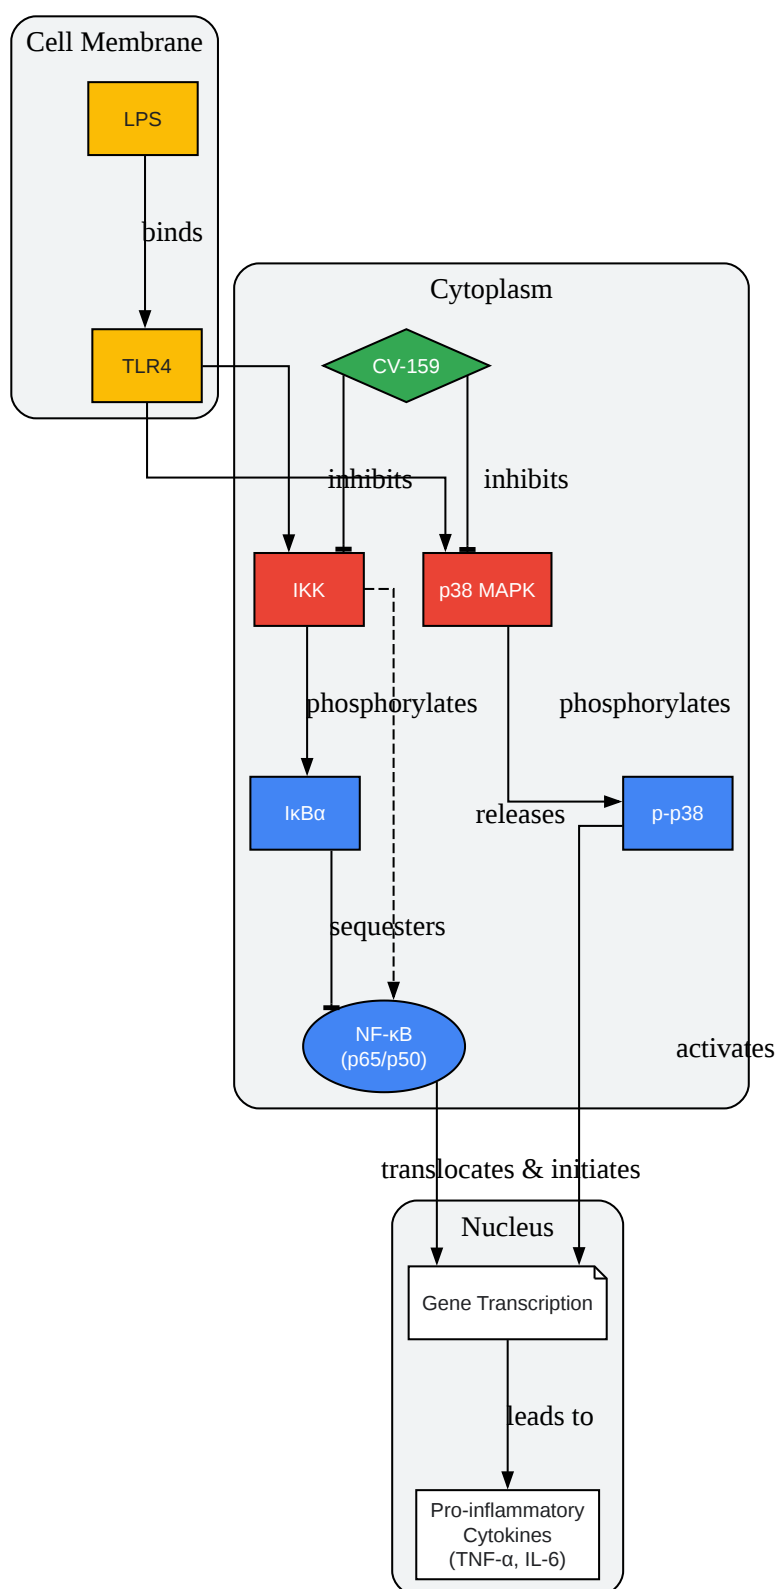 Cell Membrane
LPS
binds
Cytoplasm
TLR4
CV-159
inhibits
inhibits
IKK
p38 MAPK
phosphorylates
phosphorylates
IκBα
releases
p-p38
sequesters
NF-κB
(p65/p50)
activates
translocates & initiates
Nucleus
Gene Transcription
leads to
Pro-inflammatory
Cytokines
(TNF-α, IL-6)